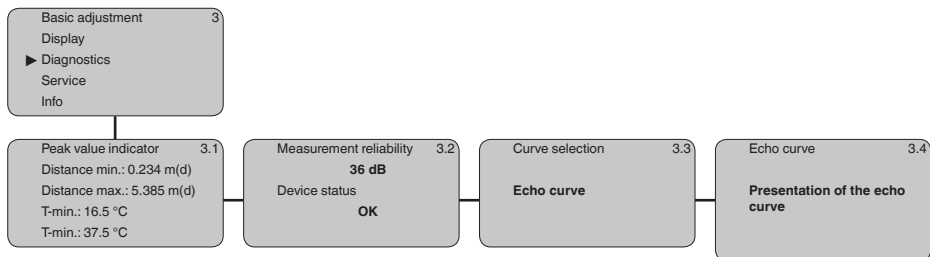 Basic adjustment 3
Display
▶ Diagnostics
Service
Info
Peak value indicator 3.1
Distance min.: 0.234 m(d)
Distance max.: 5.385 m(d)
T-min.: 16.5 °C
T-min.: 37.5 °C
Measurement reliability 3.2
36 dB
Device status
OK
Curve selection 3.3
Echo curve
Echo curve 3.4
Presentation of the echo
curve